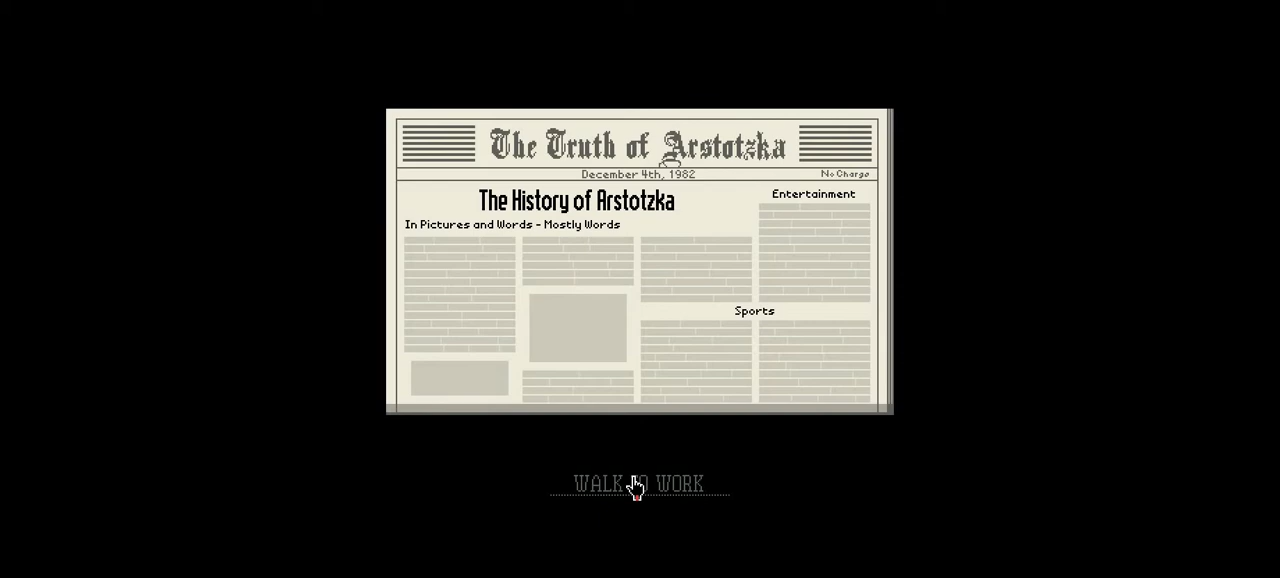 The Truth of Arstotzka
December 4th, 1982
No Charge
The History of Arstotzka
In Pictures and Words - Mostly Words
Entertainment
Sports
WALK TO WORK